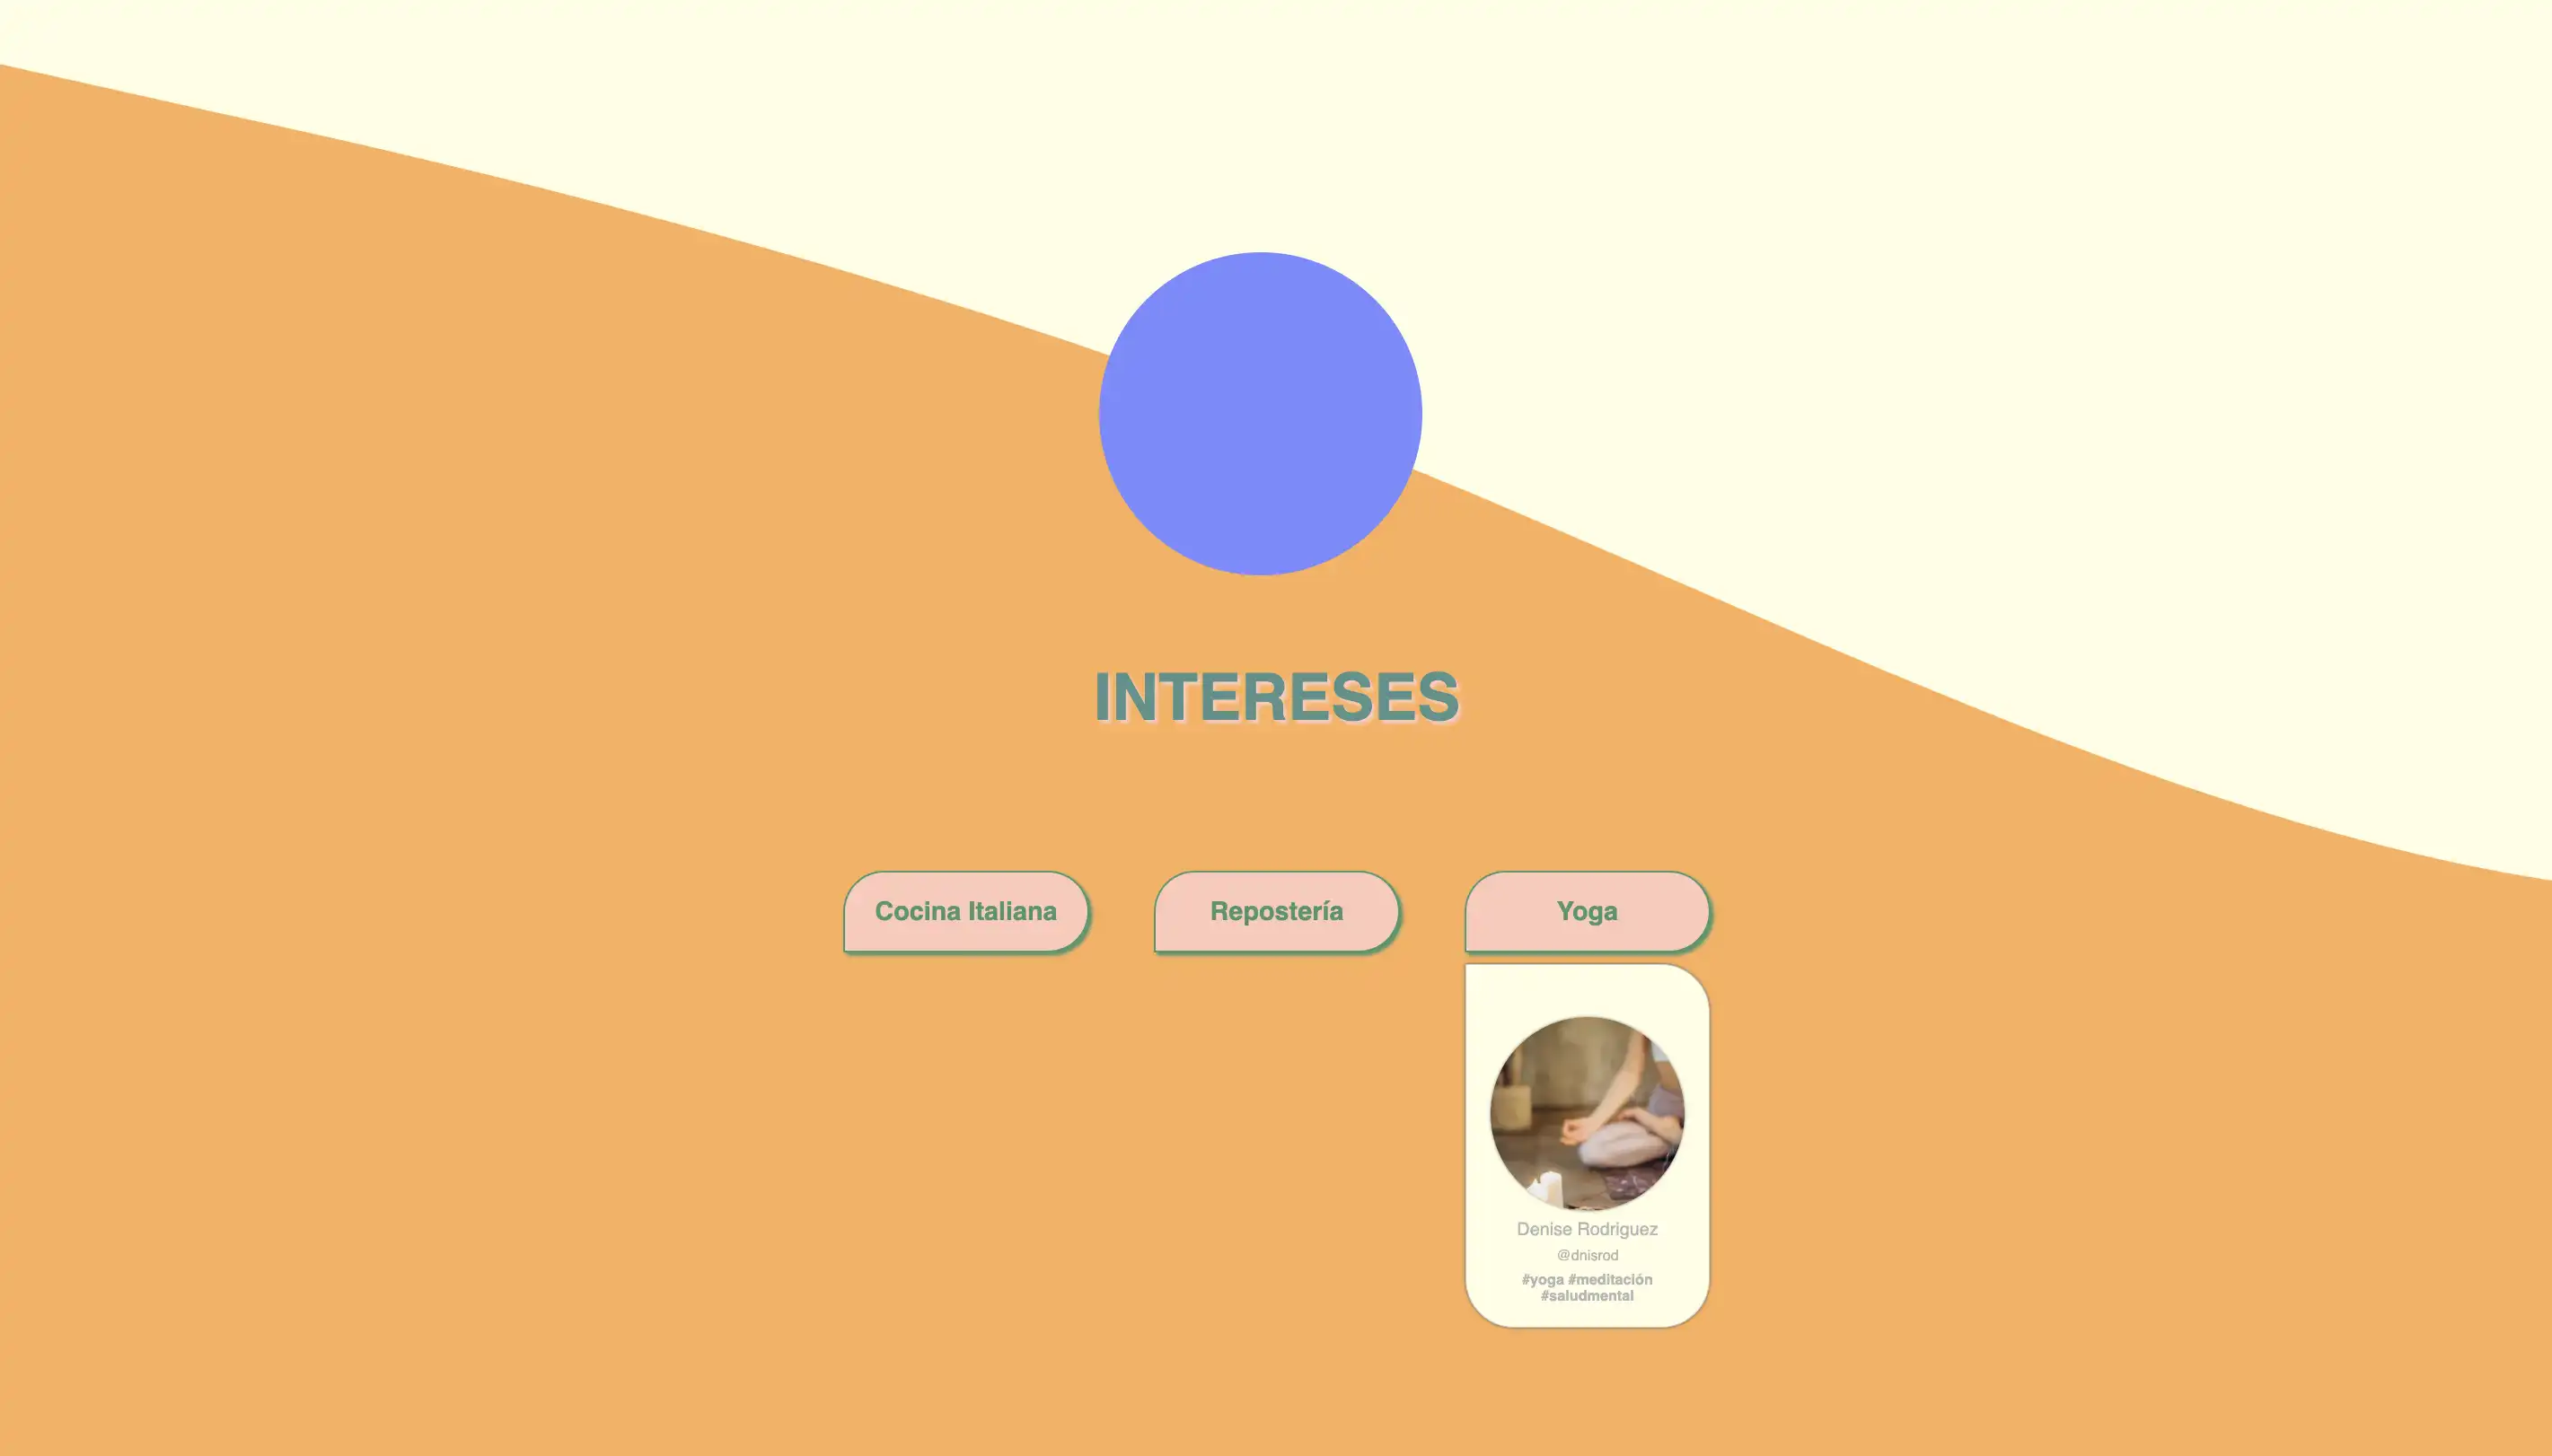 INTERESES
Cocina Italiana
Repostería
Yoga
Denise Rodriguez
@dnisrod
#yoga #meditación
#saludmental